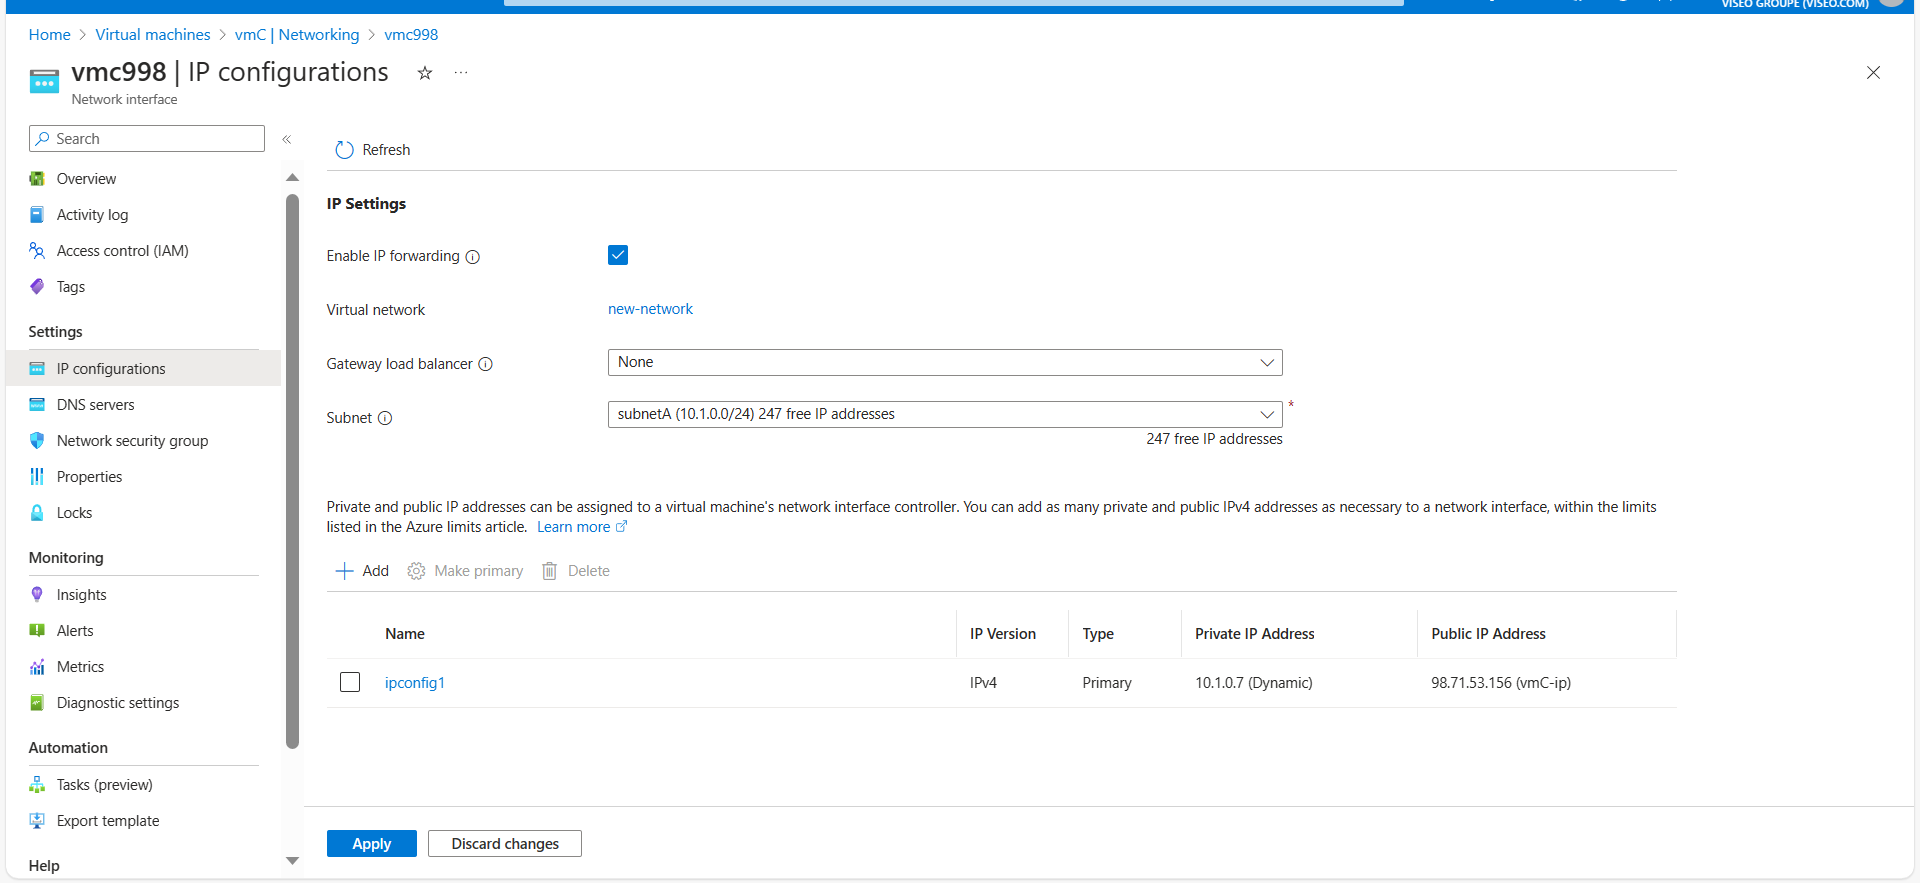 VISEO GROUPE (VISEO.COM)
Home > Virtual machines > vmC | Networking > vmc998
vmc998 | IP configurations
Network interface
Search
Refresh
Overview
Activity log
Access control (IAM)
Tags
Settings
IP configurations
DNS servers
Network security group
Properties
Locks
Monitoring
Insights
Alerts
Metrics
Diagnostic settings
Automation
Tasks (preview)
Export template
Help
IP Settings
Enable IP forwarding
Virtual network new-network
Gateway load balancer None
Subnet subnetA (10.1.0.0/24) 247 free IP addresses *
247 free IP addresses
Private and public IP addresses can be assigned to a virtual machine's network interface controller. You can add as many private and public IPv4 addresses as necessary to a network interface, within the limits
listed in the Azure limits article. Learn more
Add Make primary Delete
Name IP Version Type Private IP Address Public IP Address
ipconfig1 IPv4 Primary 10.1.0.7 (Dynamic) 98.71.53.156 (vmC-ip)
Apply Discard changes